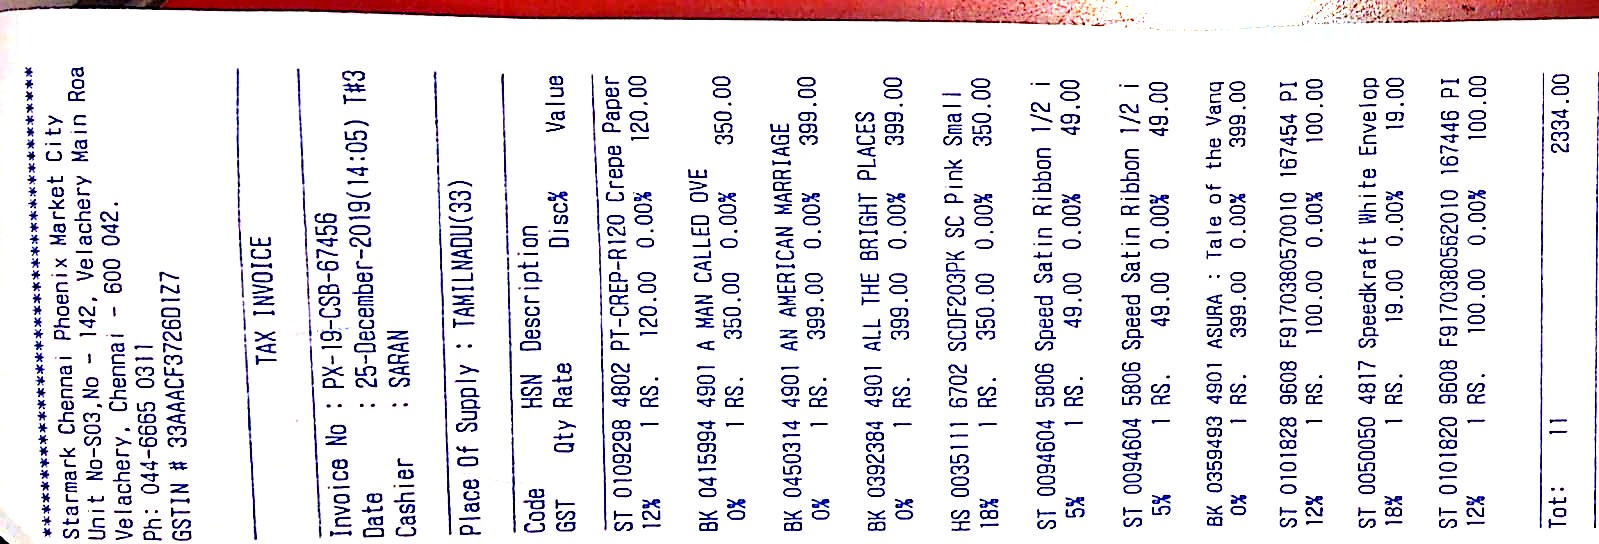 ****************************************
Starmark Chennai Phoenix Market City
Unit No-S03,No - 142, Velachery Main Roa
Velachery, Chennai - 600 042.
Ph: 044-6665 0311
GSTIN # 33AAACF3726D1Z7
TAX INVOICE
Invoice No : PX-19-CSB-67456
Date : 25-December-2019(14:05) T#3
Cashier : SARAN
Place Of Supply : TAMILNADU(33)
Code HSN Description
GST Qty Rate Disc% Value
ST 0109298 4802 PT-CREP-R120 Crepe Paper
12% 1 RS. 120.00 0.00% 120.00
BK 0415994 4901 A MAN CALLED OVE
0% 1 RS. 350.00 0.00% 350.00
BK 0450314 4901 AN AMERICAN MARRIAGE
0% 1 RS. 399.00 0.00% 399.00
BK 0392384 4901 ALL THE BRIGHT PLACES
0% 1 RS. 399.00 0.00% 399.00
HS 0035111 6702 SCDF203PK SC Pink Small
18% 1 RS. 350.00 0.00% 350.00
ST 0094604 5806 Speed Satin Ribbon 1/2 i
5% 1 RS. 49.00 0.00% 49.00
ST 0094604 5806 Speed Satin Ribbon 1/2 i
5% 1 RS. 49.00 0.00% 49.00
BK 0359493 4901 ASURA : Tale of the Vanq
0% 1 RS. 399.00 0.00% 399.00
ST 0101828 9608 F917038057001​0 167454 PI
12% 1 RS. 100.00 0.00% 100.00
ST 0050050 4817 Speedkraft White Envelop
18% 1 RS. 19.00 0.00% 19.00
ST 0101820 9608 F9170380562010 167446 PI
12% 1 RS. 100.00 0.00% 100.00
Tot: 11 2334.00